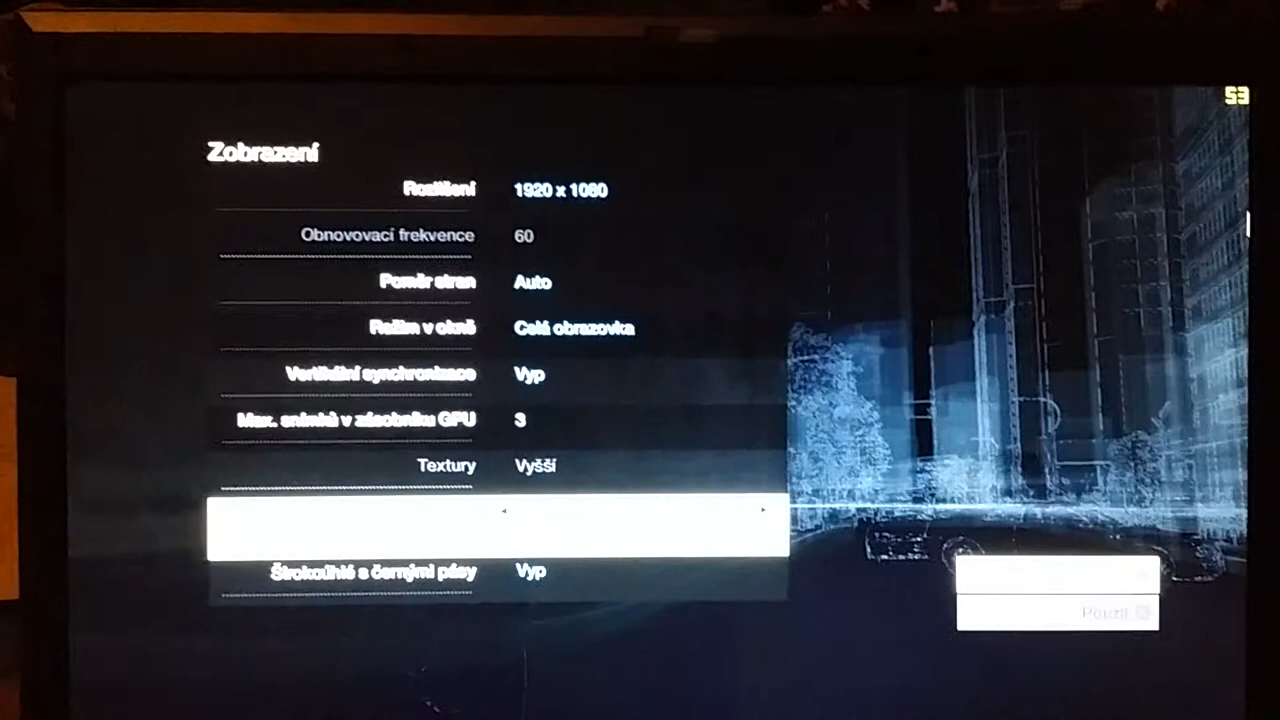 53
Zobrazení
Rozlišení 1920 x 1080
Obnovovací frekvence 60
Poměr stran Auto
Režim v okně Celá obrazovka
Vertikální synchronizace Vyp
Max. snímků v zásobníku GPU 3
Textury Vyšší
Širokoúhlé s černými pásy Vyp
Použít